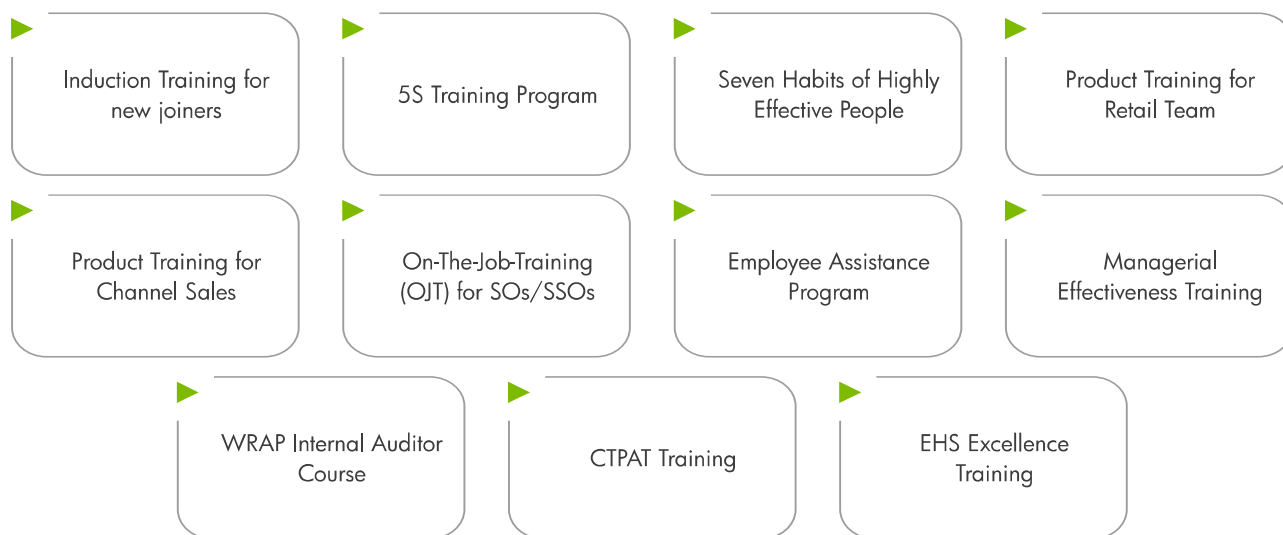 Induction Training for
new joiners
5S Training Program
Seven Habits of Highly
Effective People
Product Training for
Retail Team
Product Training for
Channel Sales
On-The-Job-Training
(OJT) for SOs/SSOs
Employee Assistance
Program
Managerial
Effectiveness Training
WRAP Internal Auditor
Course
CTPAT Training
EHS Excellence
Training